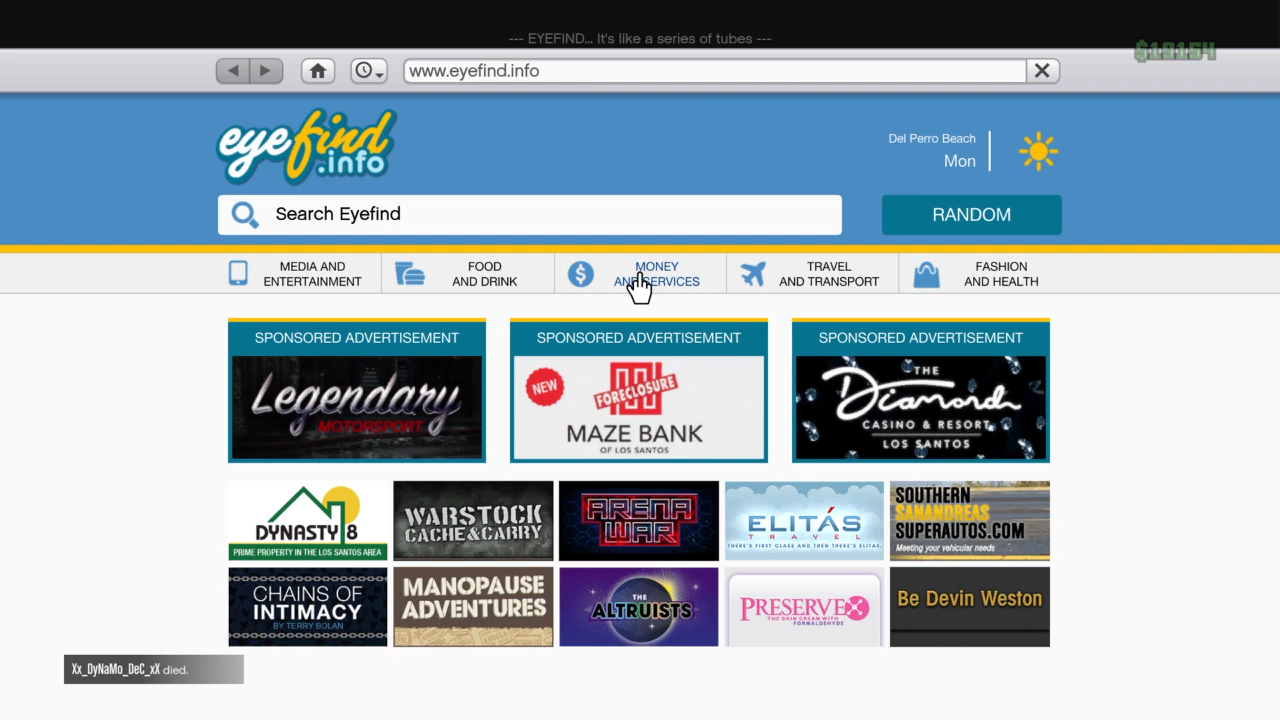 --- EYEFIND... It's like a series of tubes ---
$19154
www.eyefind.info
eyefind
.info
Del Perro Beach
Mon
Search Eyefind
RANDOM
MEDIA AND
ENTERTAINMENT
FOOD
AND DRINK
MONEY
AND SERVICES
TRAVEL
AND TRANSPORT
FASHION
AND HEALTH
SPONSORED ADVERTISEMENT
Legendary
MOTORSPORT
SPONSORED ADVERTISEMENT
NEW
FORECLOSURE
MAZE BANK
OF LOS SANTOS
SPONSORED ADVERTISEMENT
THE
Diamond
CASINO & RESORT
LOS SANTOS
DYNASTY 8
PRIME PROPERTY IN THE LOS SANTOS AREA
WARSTOCK
CACHE & CARRY
ARENA
WAR
ELITÁS
TRAVEL
THERE'S FIRST CLASS AND THEN THERE'S ELITAS.
SOUTHERN
SANANDREAS
SUPERAUTOS.COM
Meeting your vehicular needs
CHAINS OF
INTIMACY
BY TERRY BOLAN
MANOPAUSE
ADVENTURES
THE
ALTRUISTS
PRESERVEX
THE SKIN CREAM WITH
FORMALDEHYDE
Be Devin Weston
Xx_DyNaMo_DeC_xX died.